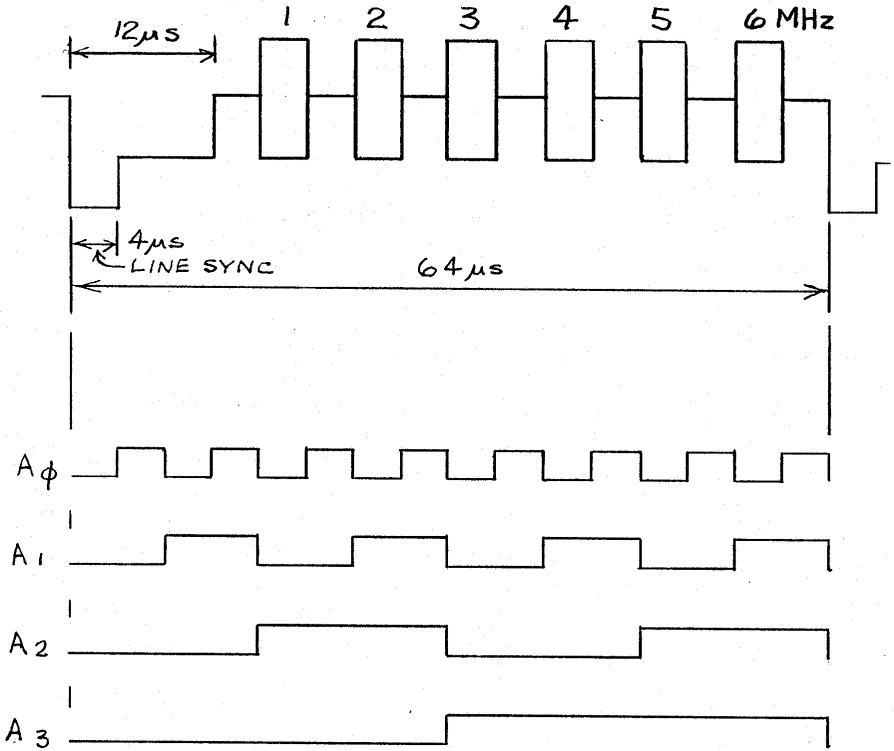 1 2 3 4 5 6 MHz
12μs
4μs
LINE SYNC
64μs
Aϕ
A1
A2
A3